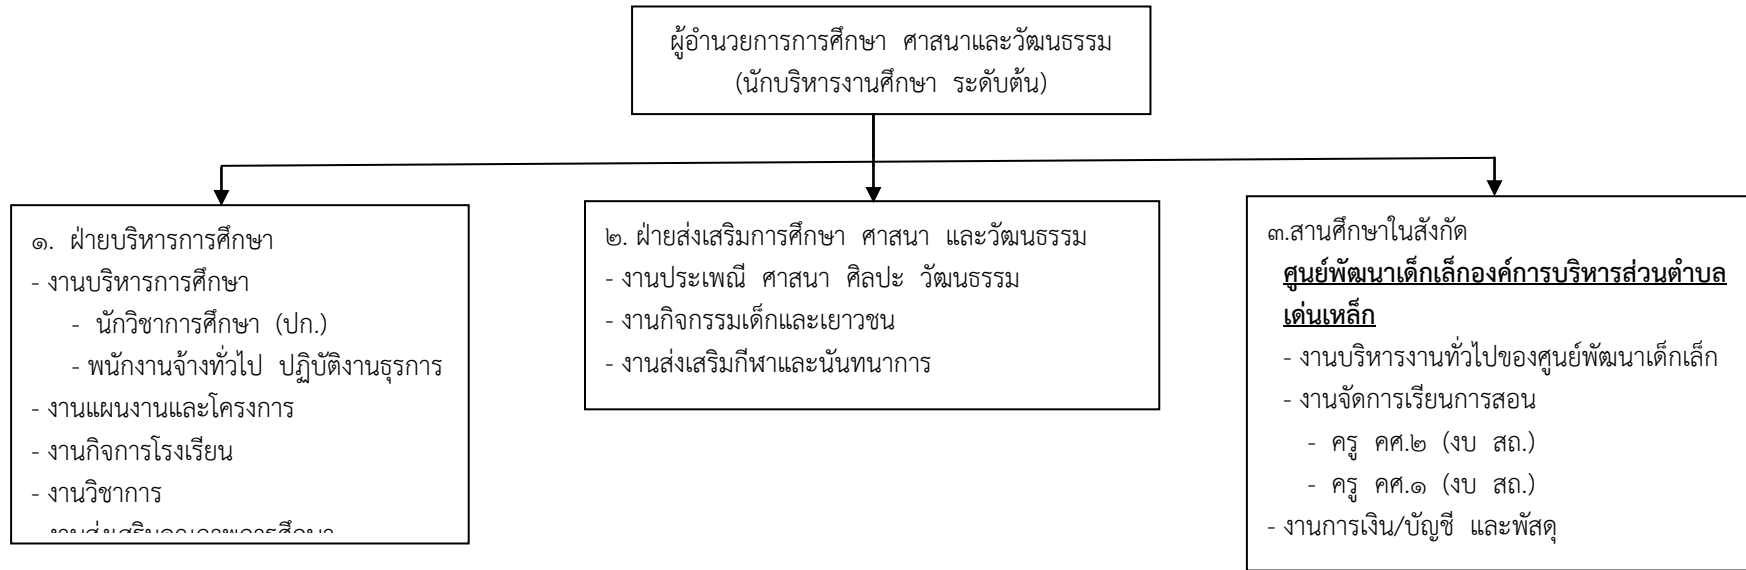 ผู้อำนวยการการศึกษา ศาสนาและวัฒนธรรม
(นักบริหารงานศึกษา ระดับต้น)
๑. ฝ่ายบริหารการศึกษา
- งานบริหารการศึกษา
- นักวิชาการศึกษา (ปก.)
- พนักงานจ้างทั่วไป ปฏิบัติงานธุรการ
- งานแผนงานและโครงการ
- งานกิจการโรงเรียน
- งานวิชาการ
- งานส่งเสริมคุณภาพการศึกษา
๒. ฝ่ายส่งเสริมการศึกษา ศาสนา และวัฒนธรรม
- งานประเพณี ศาสนา ศิลปะ วัฒนธรรม
- งานกิจกรรมเด็กและเยาวชน
- งานส่งเสริมกีฬาและนันทนาการ
๓.สานศึกษาในสังกัด
ศูนย์พัฒนาเด็กเล็กองค์การบริหารส่วนตำบล
เด่นเหล็ก
- งานบริหารงานทั่วไปของศูนย์พัฒนาเด็กเล็ก
- งานจัดการเรียนการสอน
- ครู คศ.๒ (งบ สถ.)
- ครู คศ.๑ (งบ สถ.)
- งานการเงิน/บัญชี และพัสดุ